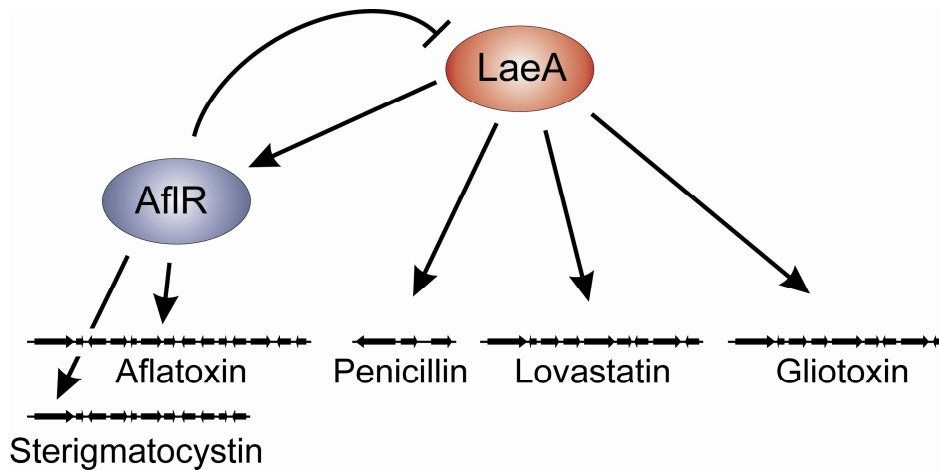 LaeA
AflR
Aflatoxin
Penicillin
Lovastatin
Gliotoxin
Sterigmatocystin